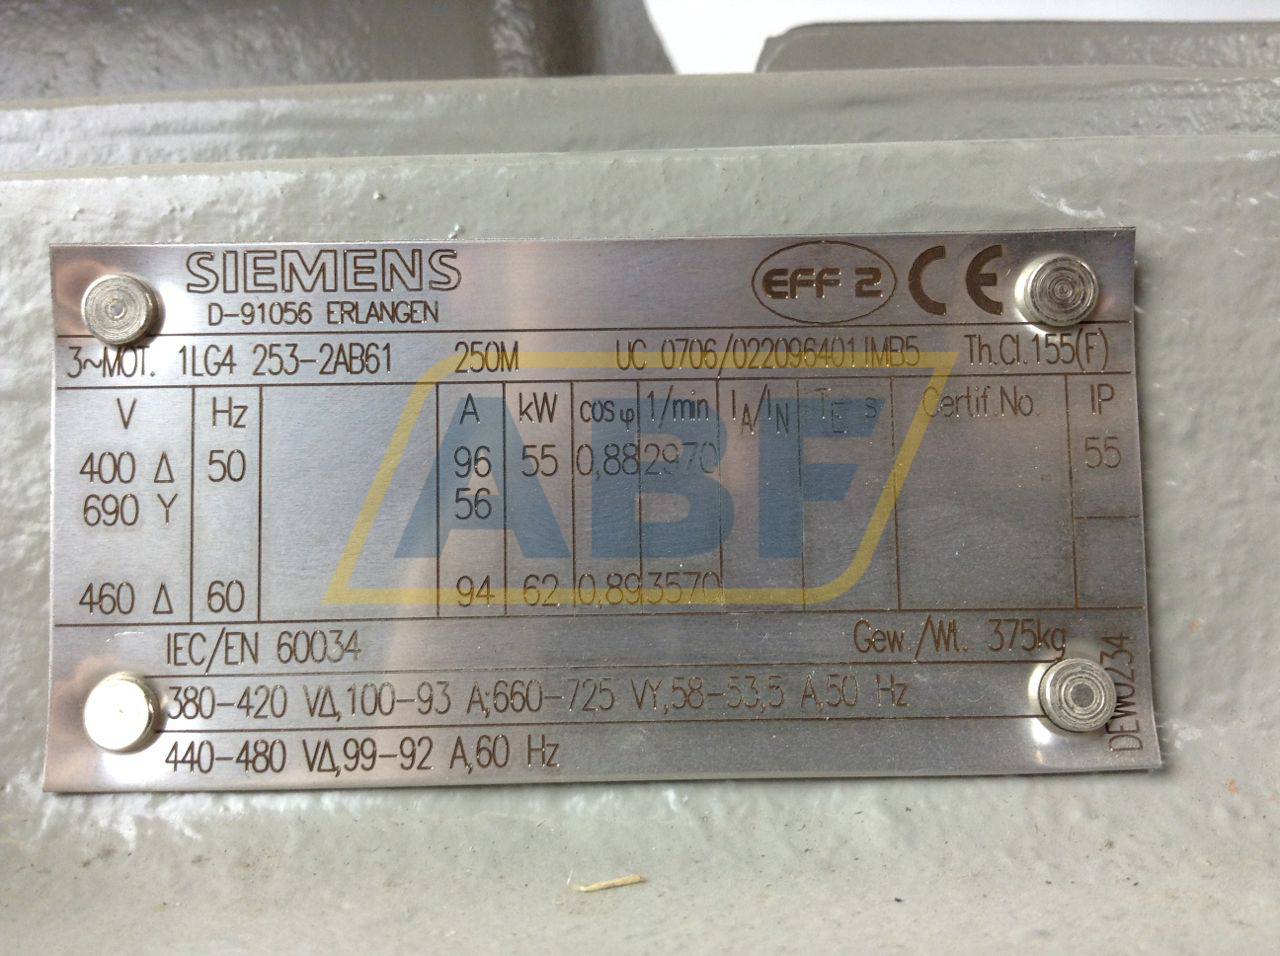 SIEMENS EFF 2 CE
D-91056 ERLANGEN
3~MOT. 1LG4 253-2AB61 250M UC 0706/022096401 IMB5 Th.Cl.155(F)
V Hz A kW cos φ 1/min IA/IN TE s Certif.No. IP
400 Δ 50 96 55 0,88 2970 55
690 Y 56
460 Δ 60 94 62 0,89 3570
IEC/EN 60034 Gew./Wt. 375kg
380-420 VΔ,100-93 A;660-725 VY,58-53,5 A,50 Hz
440-480 VΔ,99-92 A,60 Hz
DEW0234
ABF